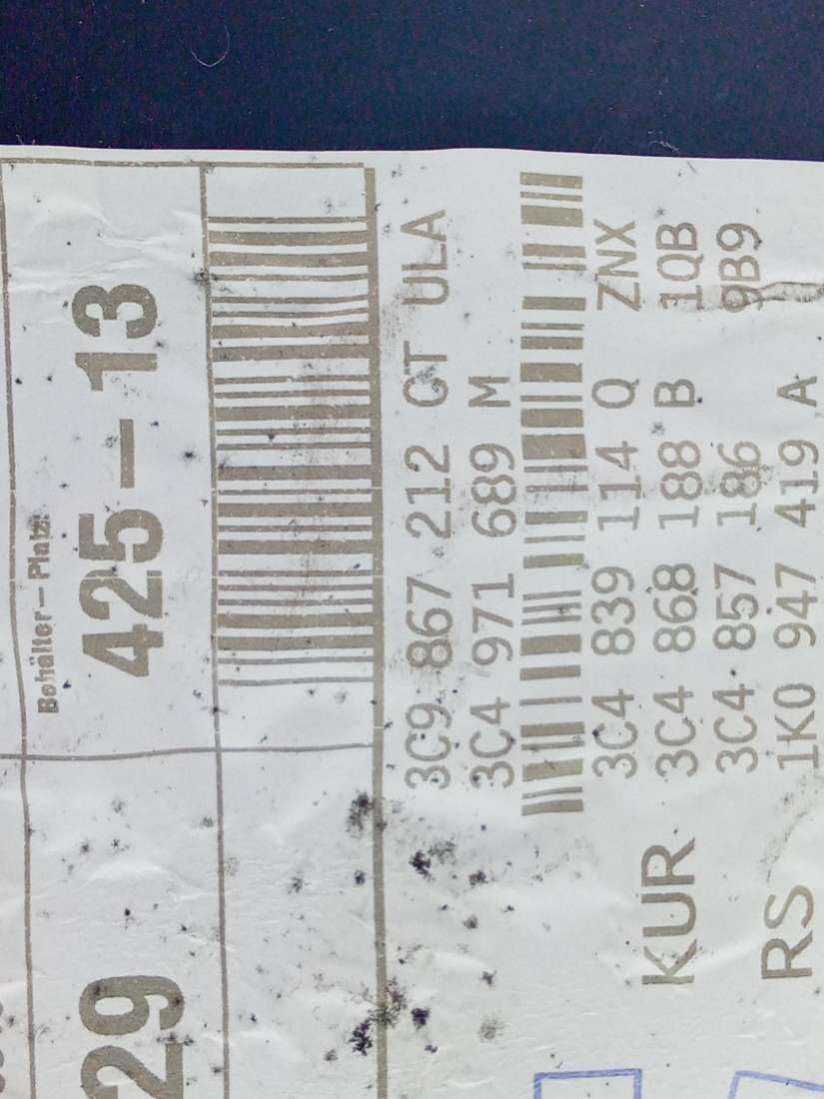 Behälter-Platz:
29 425-13
3C9 867 212 GT ULA
3C4 971 689 M
3C4 839 114 Q ZNX
KUR 3C4 868 188 B 1QB
3C4 857 186 9B9
RS 1K0 947 419 A